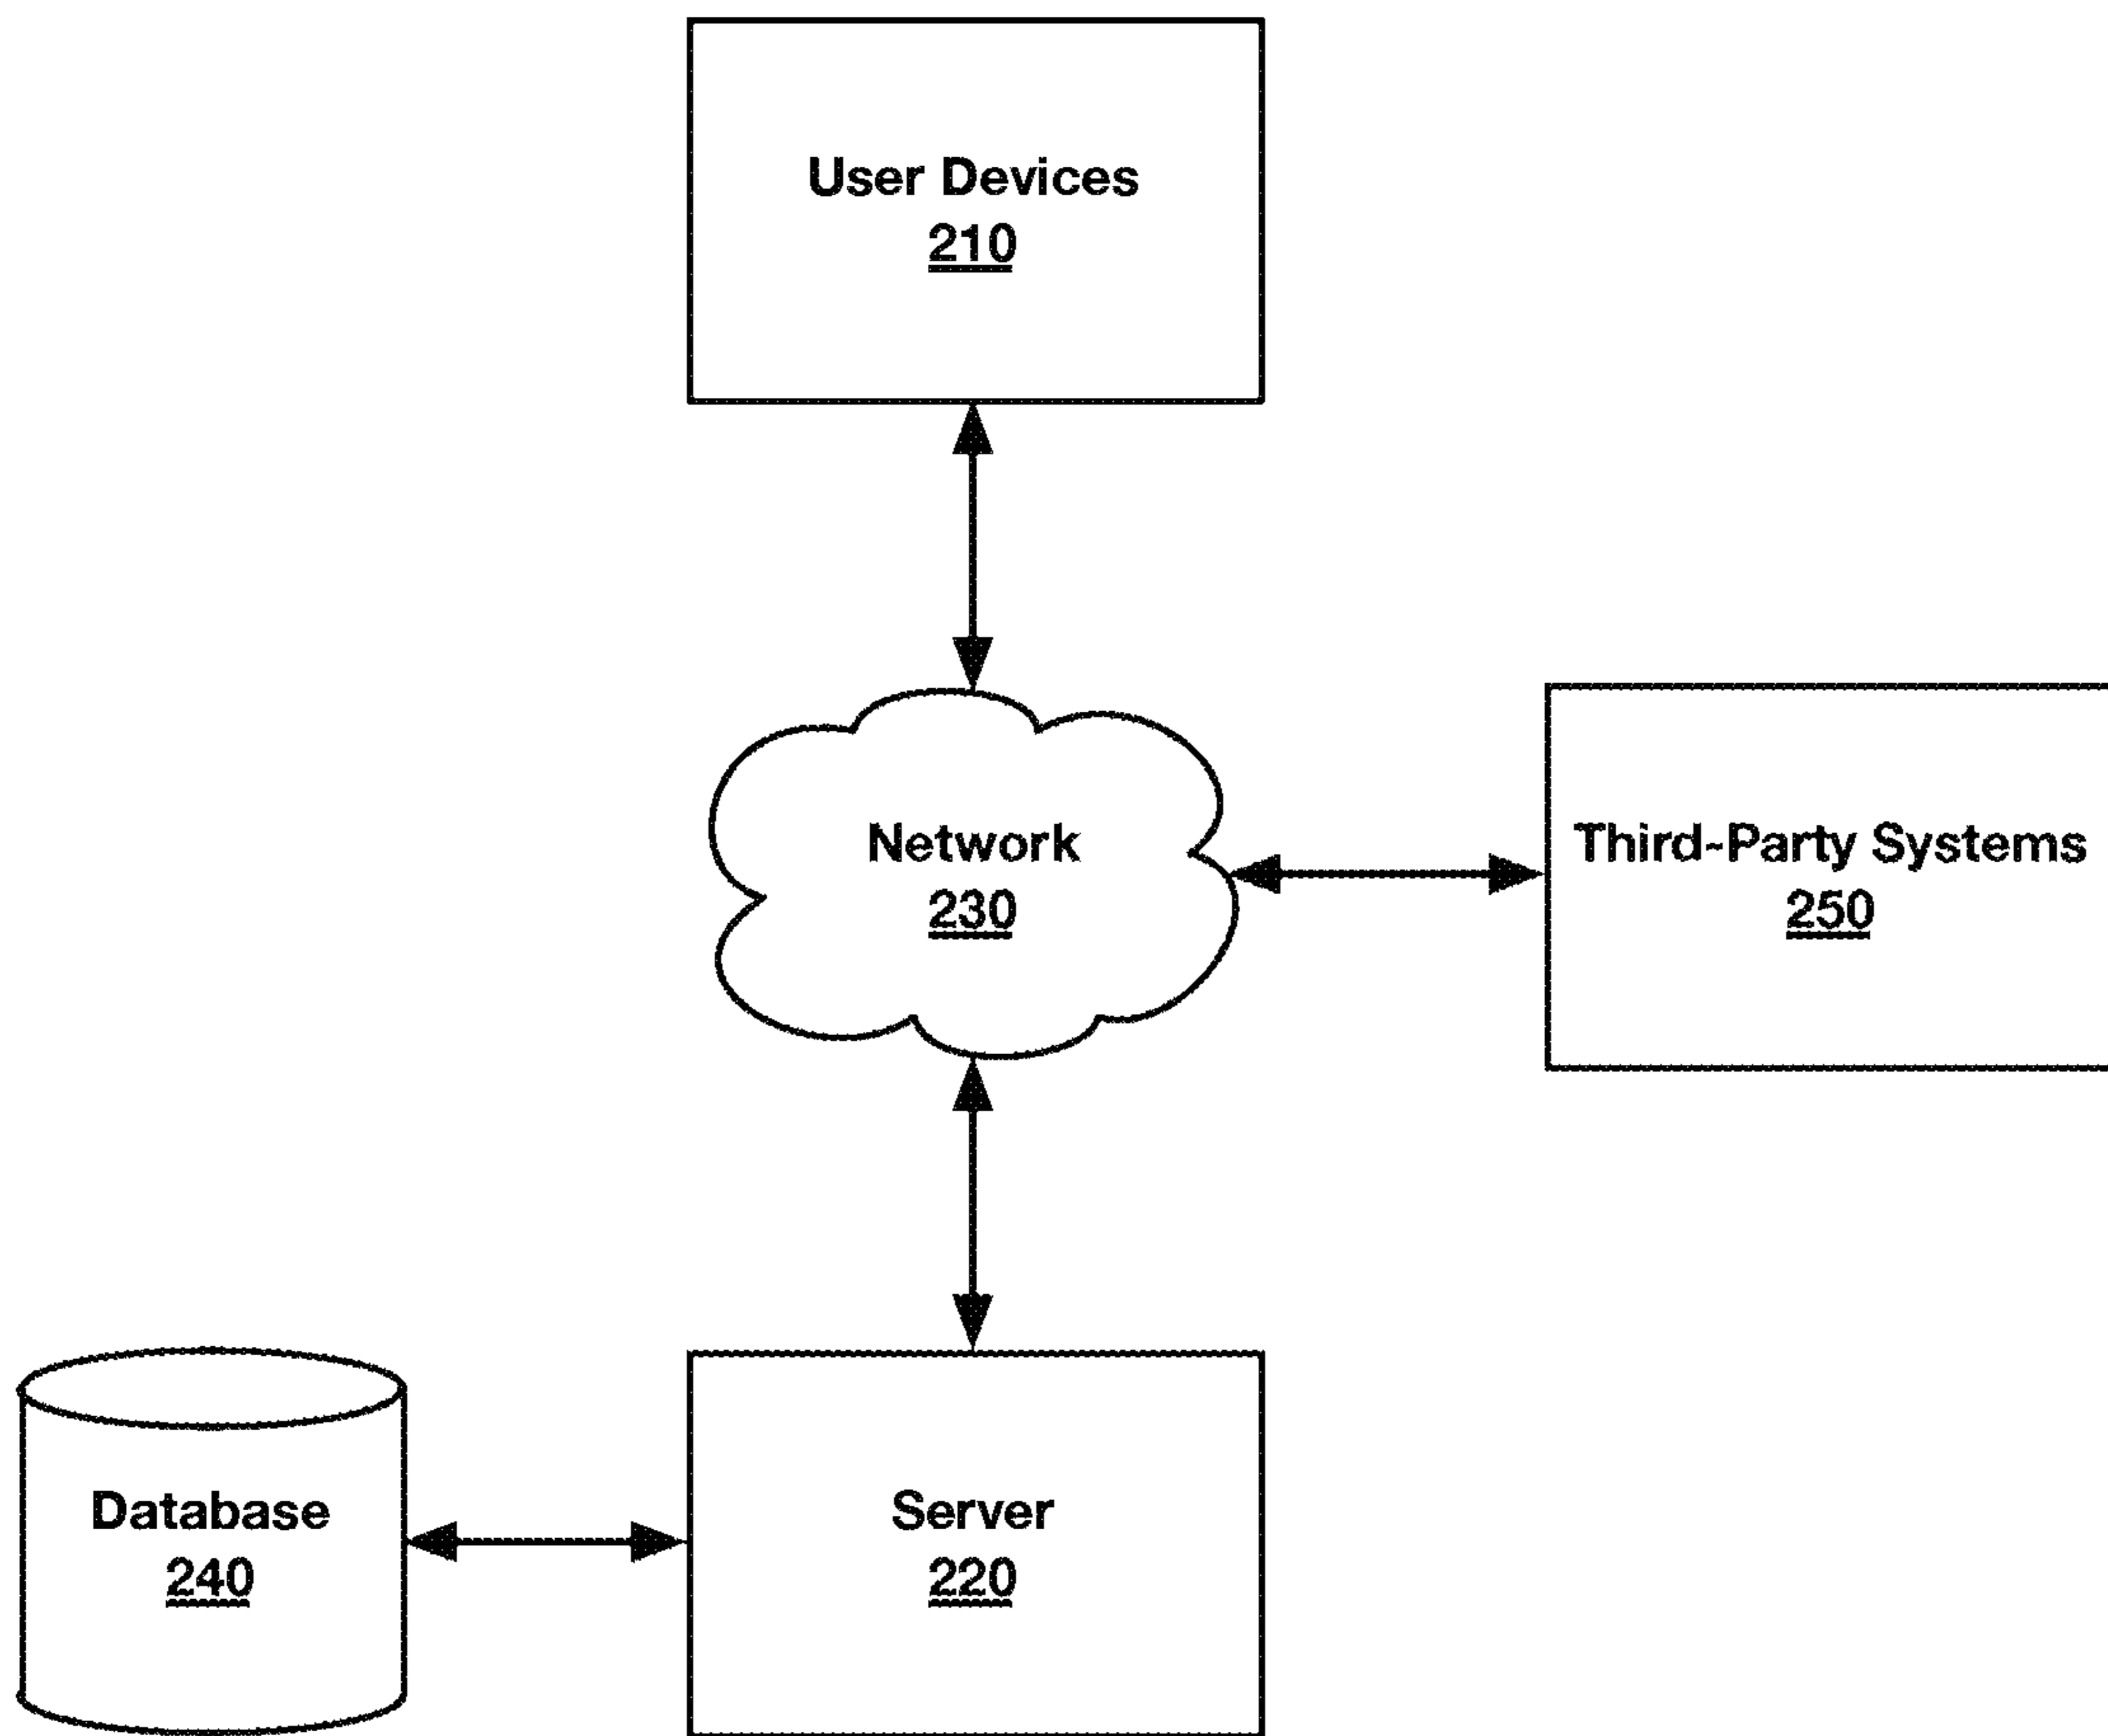 User Devices
210
Network
230
Third-Party Systems
250
Database
240
Server
220